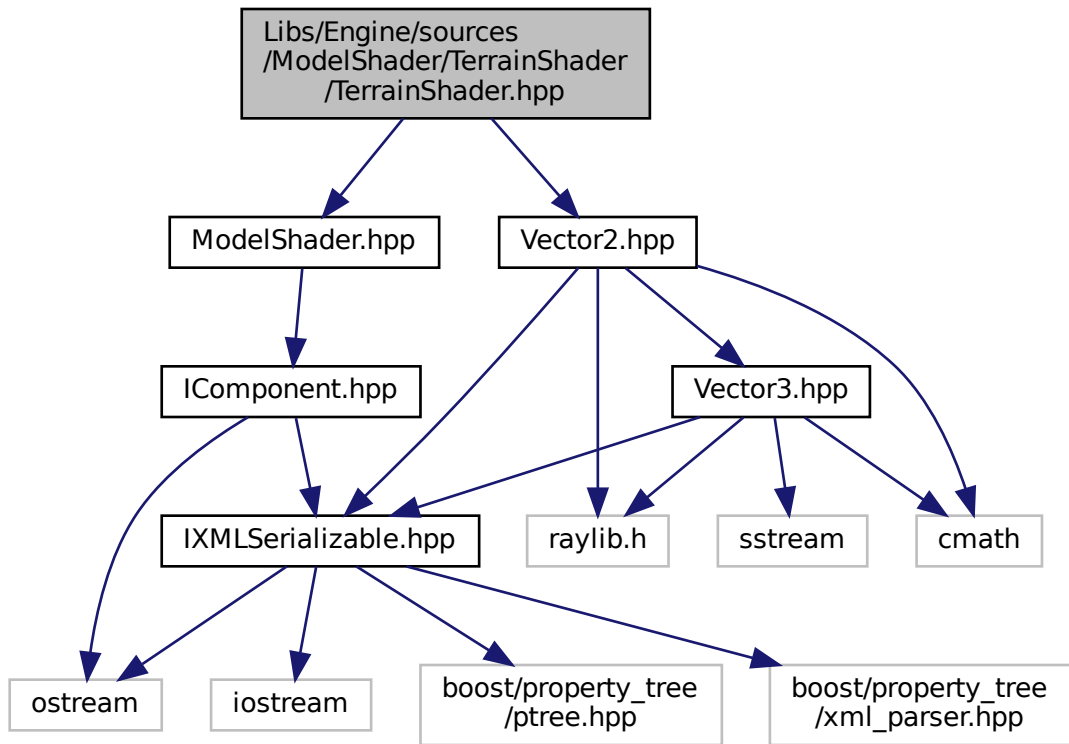 Libs/Engine/sources
/ModelShader/TerrainShader
/TerrainShader.hpp
ModelShader.hpp
Vector2.hpp
IComponent.hpp
Vector3.hpp
IXMLSerializable.hpp
raylib.h
sstream
cmath
ostream
iostream
boost/property_tree
/ptree.hpp
boost/property_tree
/xml_parser.hpp